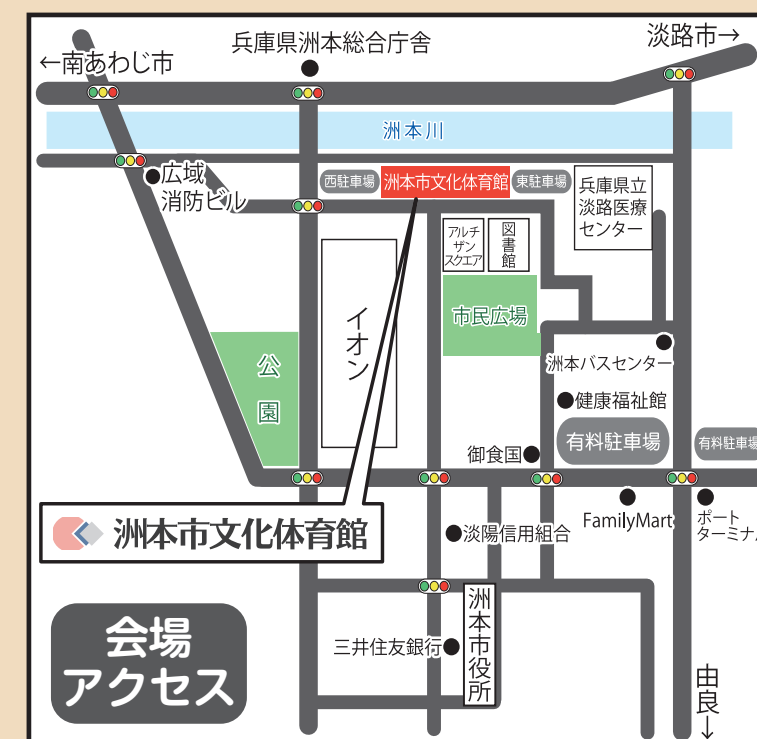 兵庫県洲本総合庁舎
淡路市→
←南あわじ市
洲本川
広域
消防ビル
西駐車場
洲本市文化体育館
東駐車場
兵庫県立
淡路医療
センター
アルチ
ザン
スクエア
図書館
市民広場
イオン
公園
洲本バスセンター
健康福祉館
有料駐車場
有料駐車場
御食国
FamilyMart
ポート
ターミナル
洲本市文化体育館
淡陽信用組合
洲本市役所
三井住友銀行
会場
アクセス
由良↓